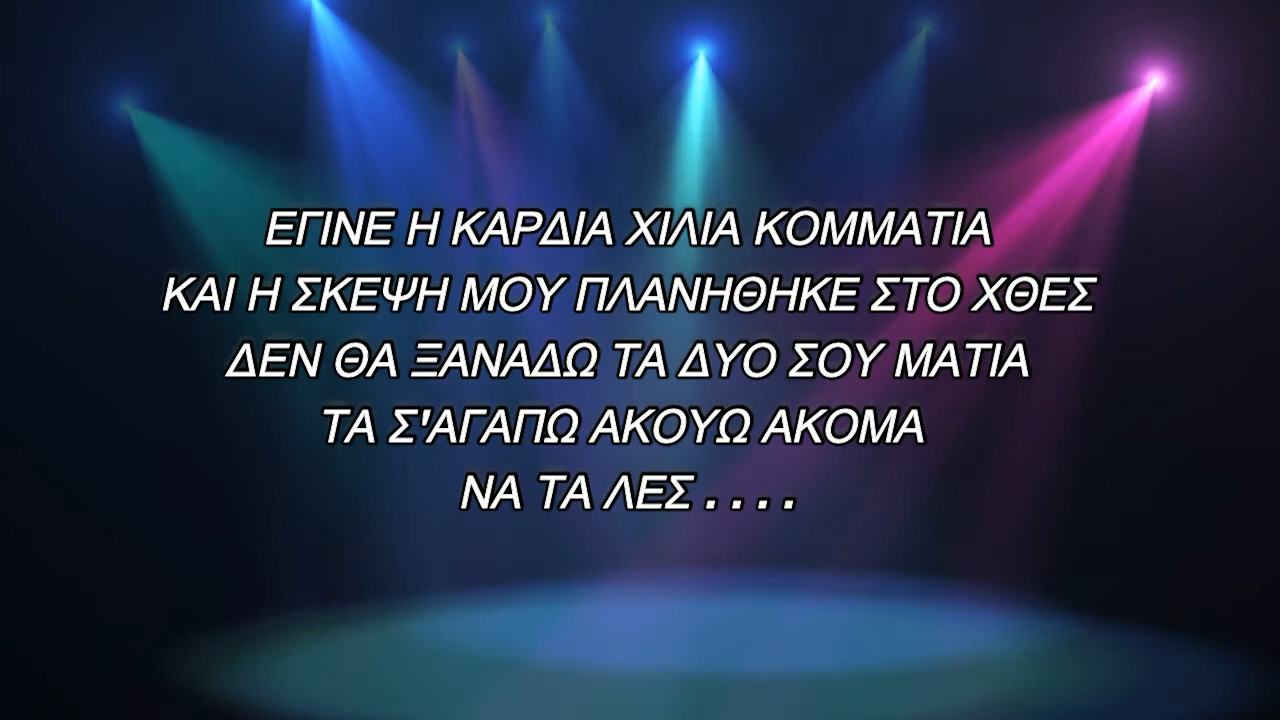 ΕΓΙΝΕ Η ΚΑΡΔΙΑ ΧΙΛΙΑ ΚΟΜΜΑΤΙΑ
ΚΑΙ Η ΣΚΕΨΗ ΜΟΥ ΠΛΑΝΗΘΗΚΕ ΣΤΟ ΧΘΕΣ
ΔΕΝ ΘΑ ΞΑΝΑΔΩ ΤΑ ΔΥΟ ΣΟΥ ΜΑΤΙΑ
ΤΑ Σ'ΑΓΑΠΩ ΑΚΟΥΩ ΑΚΟΜΑ
ΝΑ ΤΑ ΛΕΣ . . . .